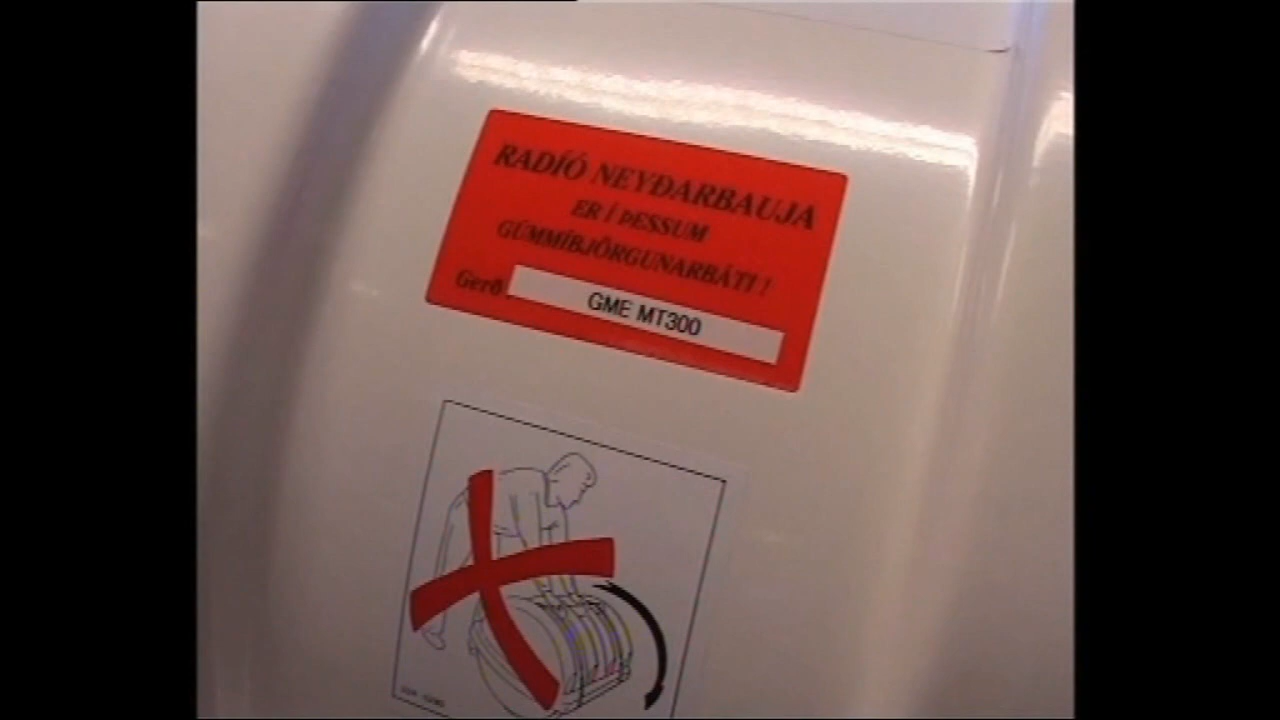 RADÍÓ NEYÐARBAUJA
ER Í ÞESSUM
GÚMMÍBJÖRGUNARBÁTI !
Gerð
GME MT300